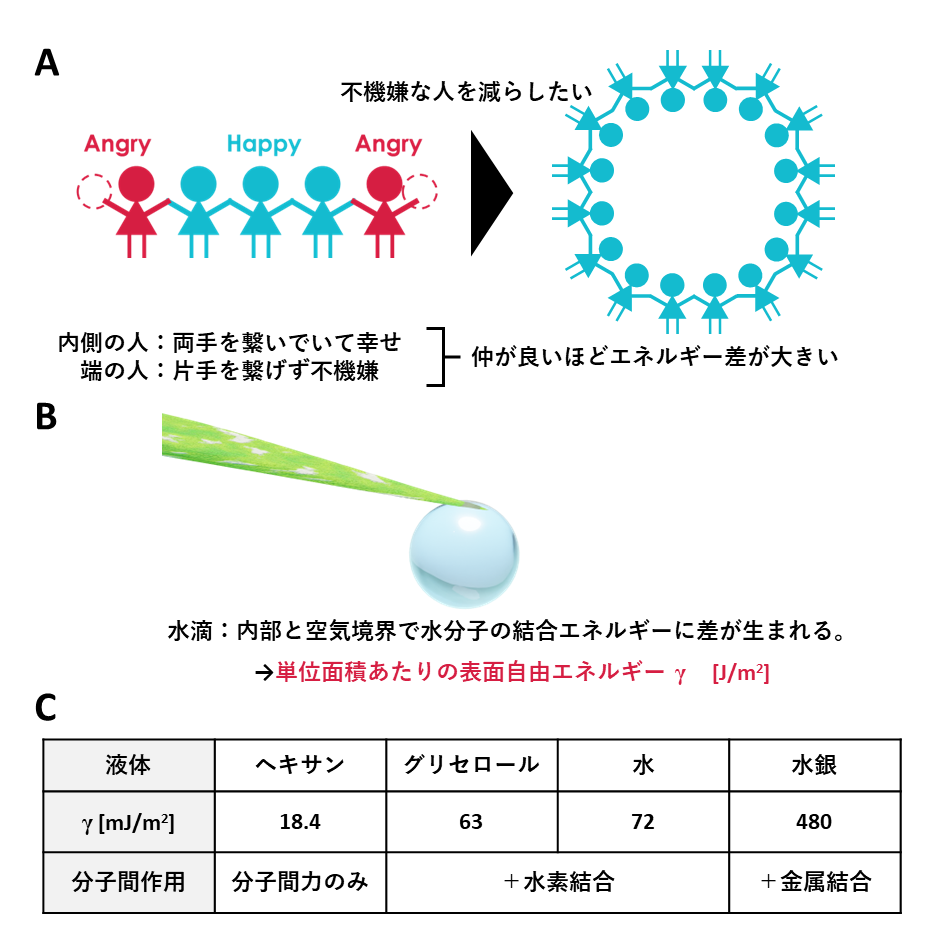 A
不機嫌な人を減らしたい
Angry Happy Angry
内側の人：両手を繋いでいて幸せ
端の人：片手を繋げず不機嫌
仲が良いほどエネルギー差が大きい
B
水滴：内部と空気境界で水分子の結合エネルギーに差が生まれる。
→単位面積あたりの表面自由エネルギー γ [J/m²]
C
液体 ヘキサン グリセロール 水 水銀
γ [mJ/m²] 18.4 63 72 480
分子間作用 分子間力のみ ＋水素結合 ＋金属結合